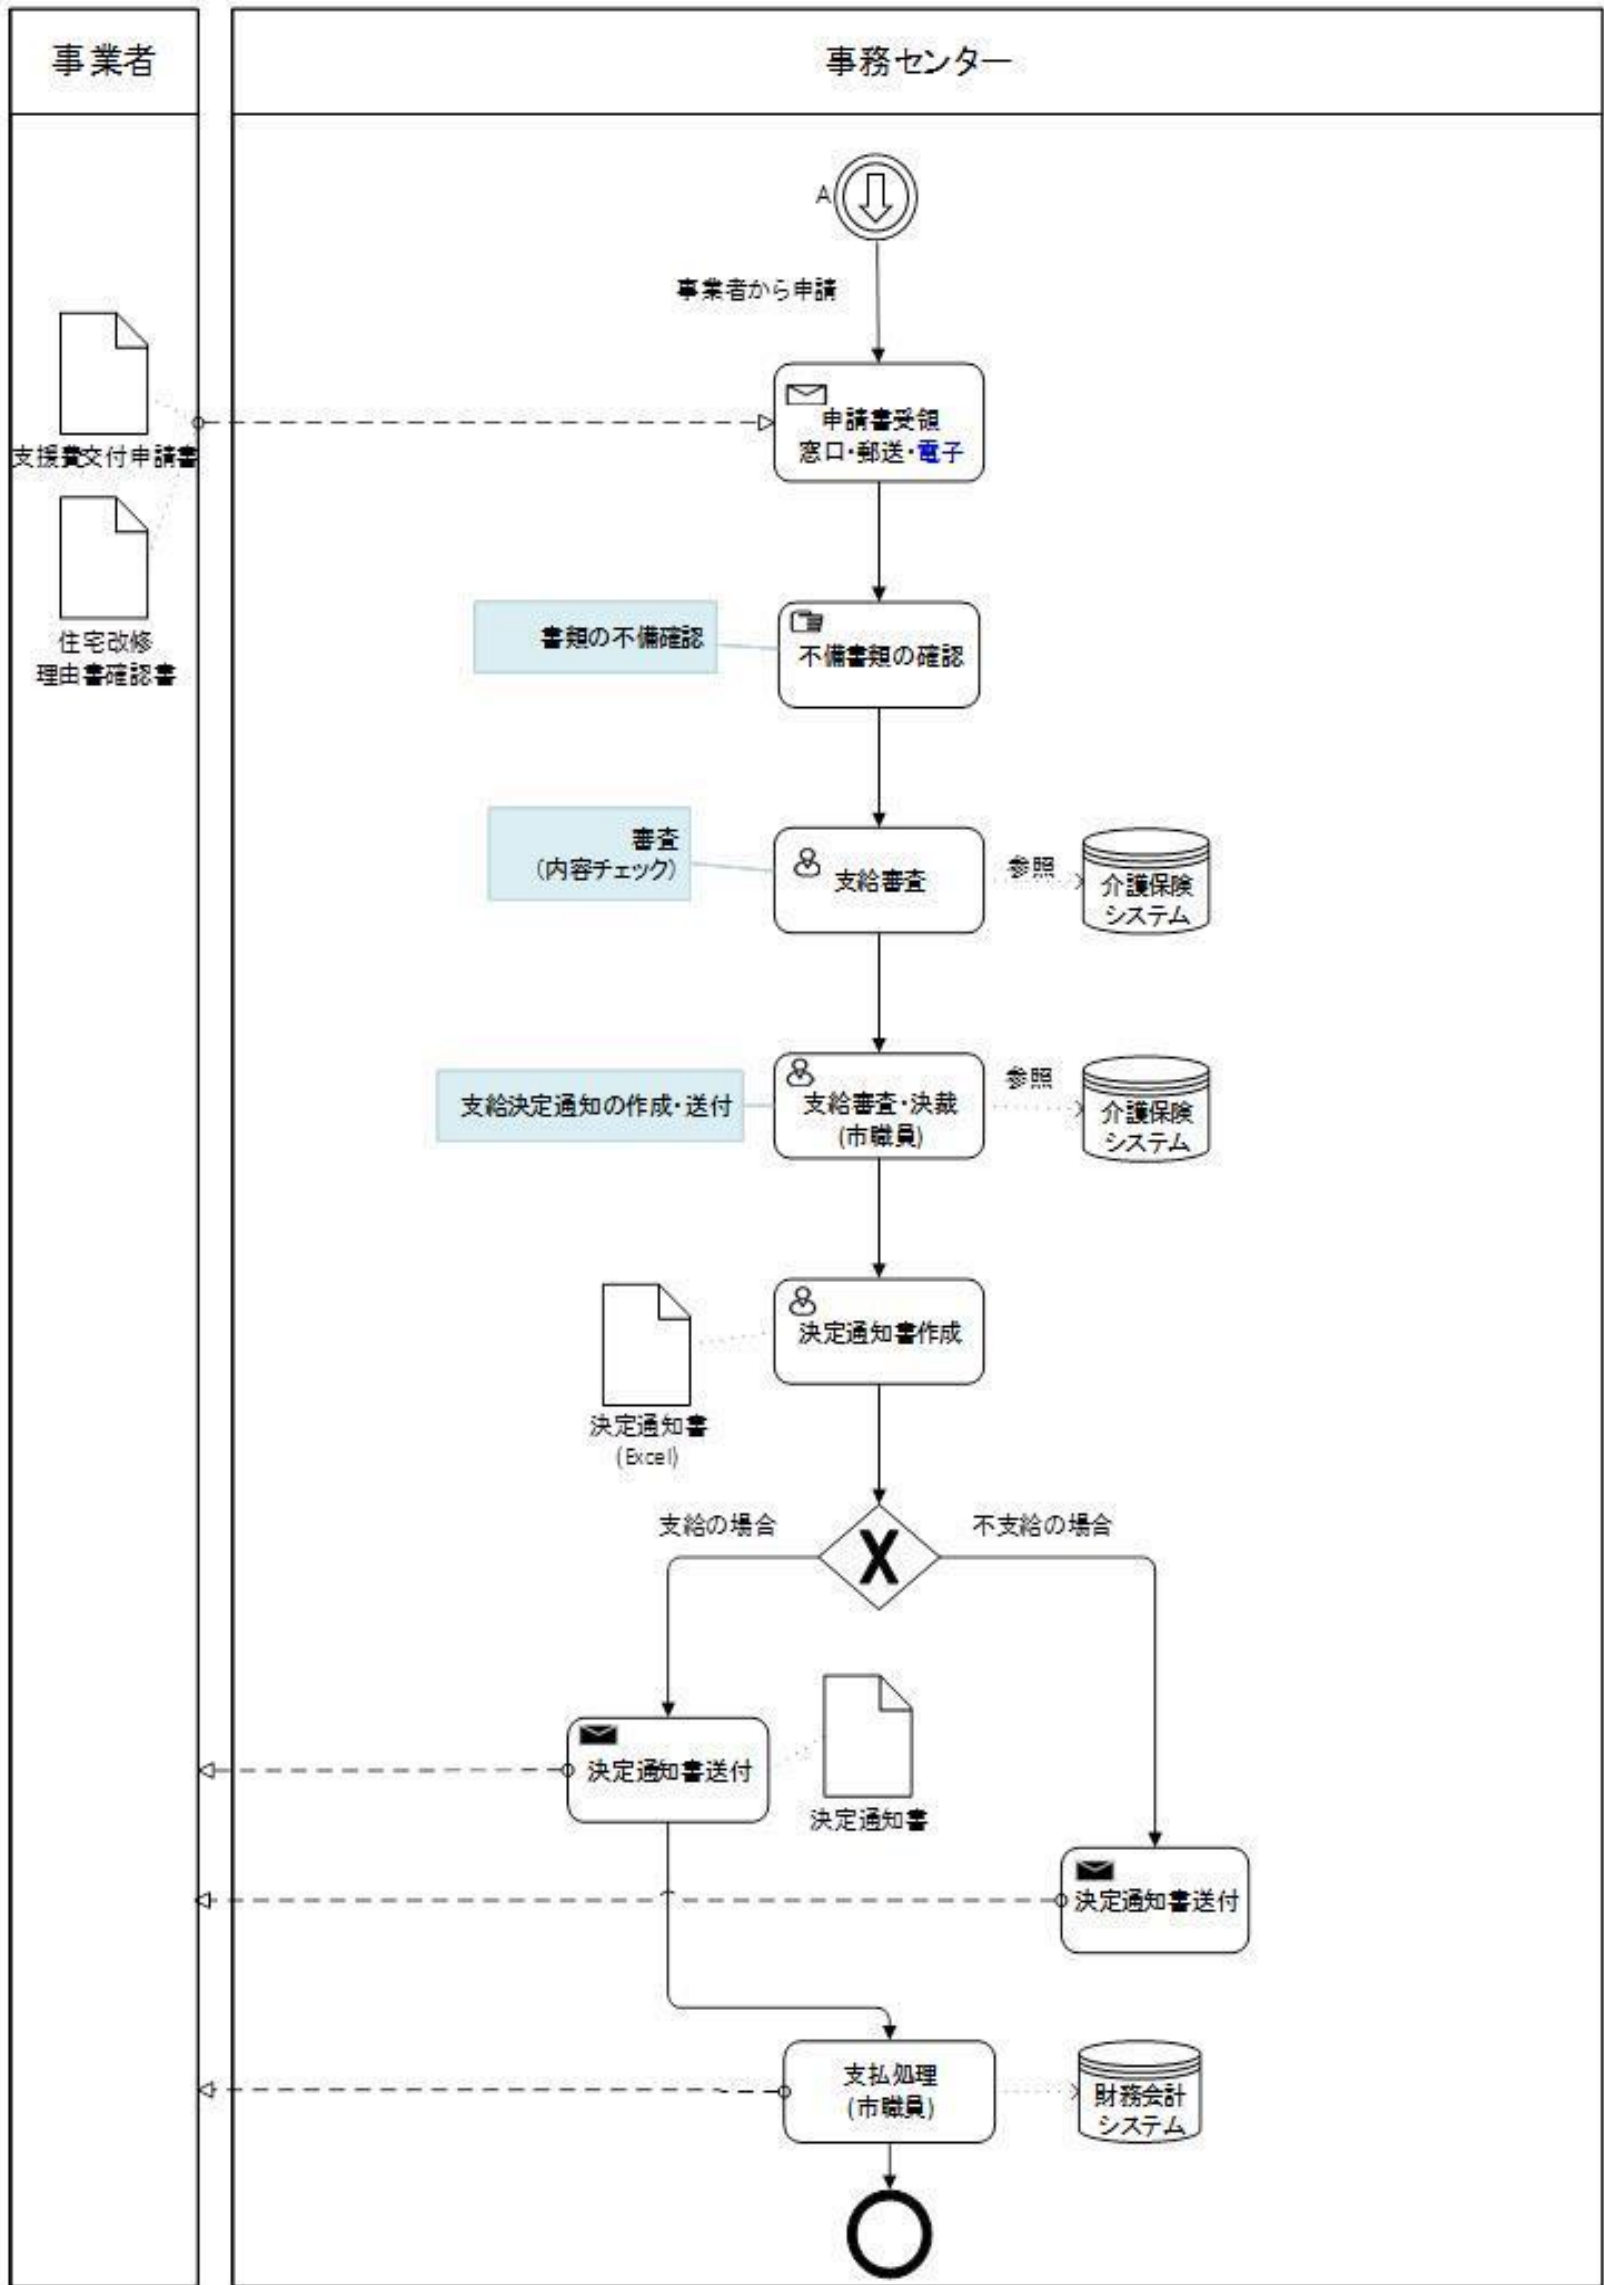 事業者
事務センター
A
事業者から申請
支援費交付申請書
申請書受領
窓口・郵送・電子
住宅改修
理由書確認書
書類の不備確認
不備書類の確認
審査
(内容チェック)
支給審査
参照
介護保険
システム
支給決定通知の作成・送付
支給審査・決裁
(市職員)
参照
介護保険
システム
決定通知書作成
決定通知書
(Excel)
支給の場合
X
不支給の場合
決定通知書送付
決定通知書
決定通知書送付
支払処理
(市職員)
財務会計
システム